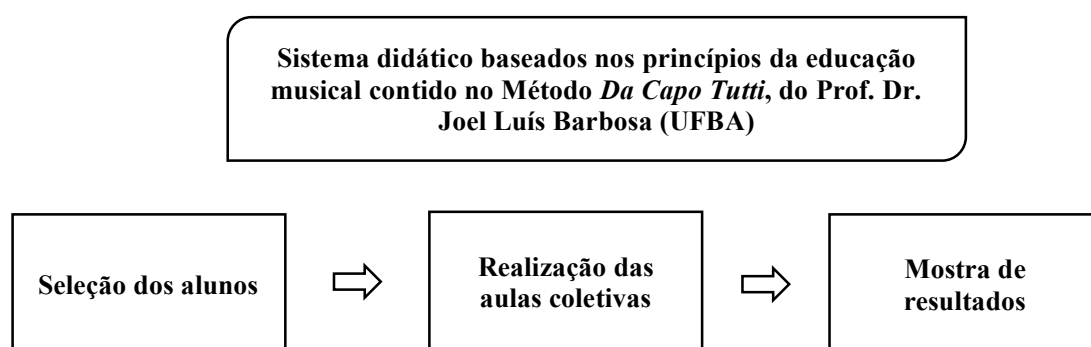 Sistema didático baseados nos princípios da educação
musical contido no Método Da Capo Tutti, do Prof. Dr.
Joel Luís Barbosa (UFBA)
Seleção dos alunos
Realização das
aulas coletivas
Mostra de
resultados